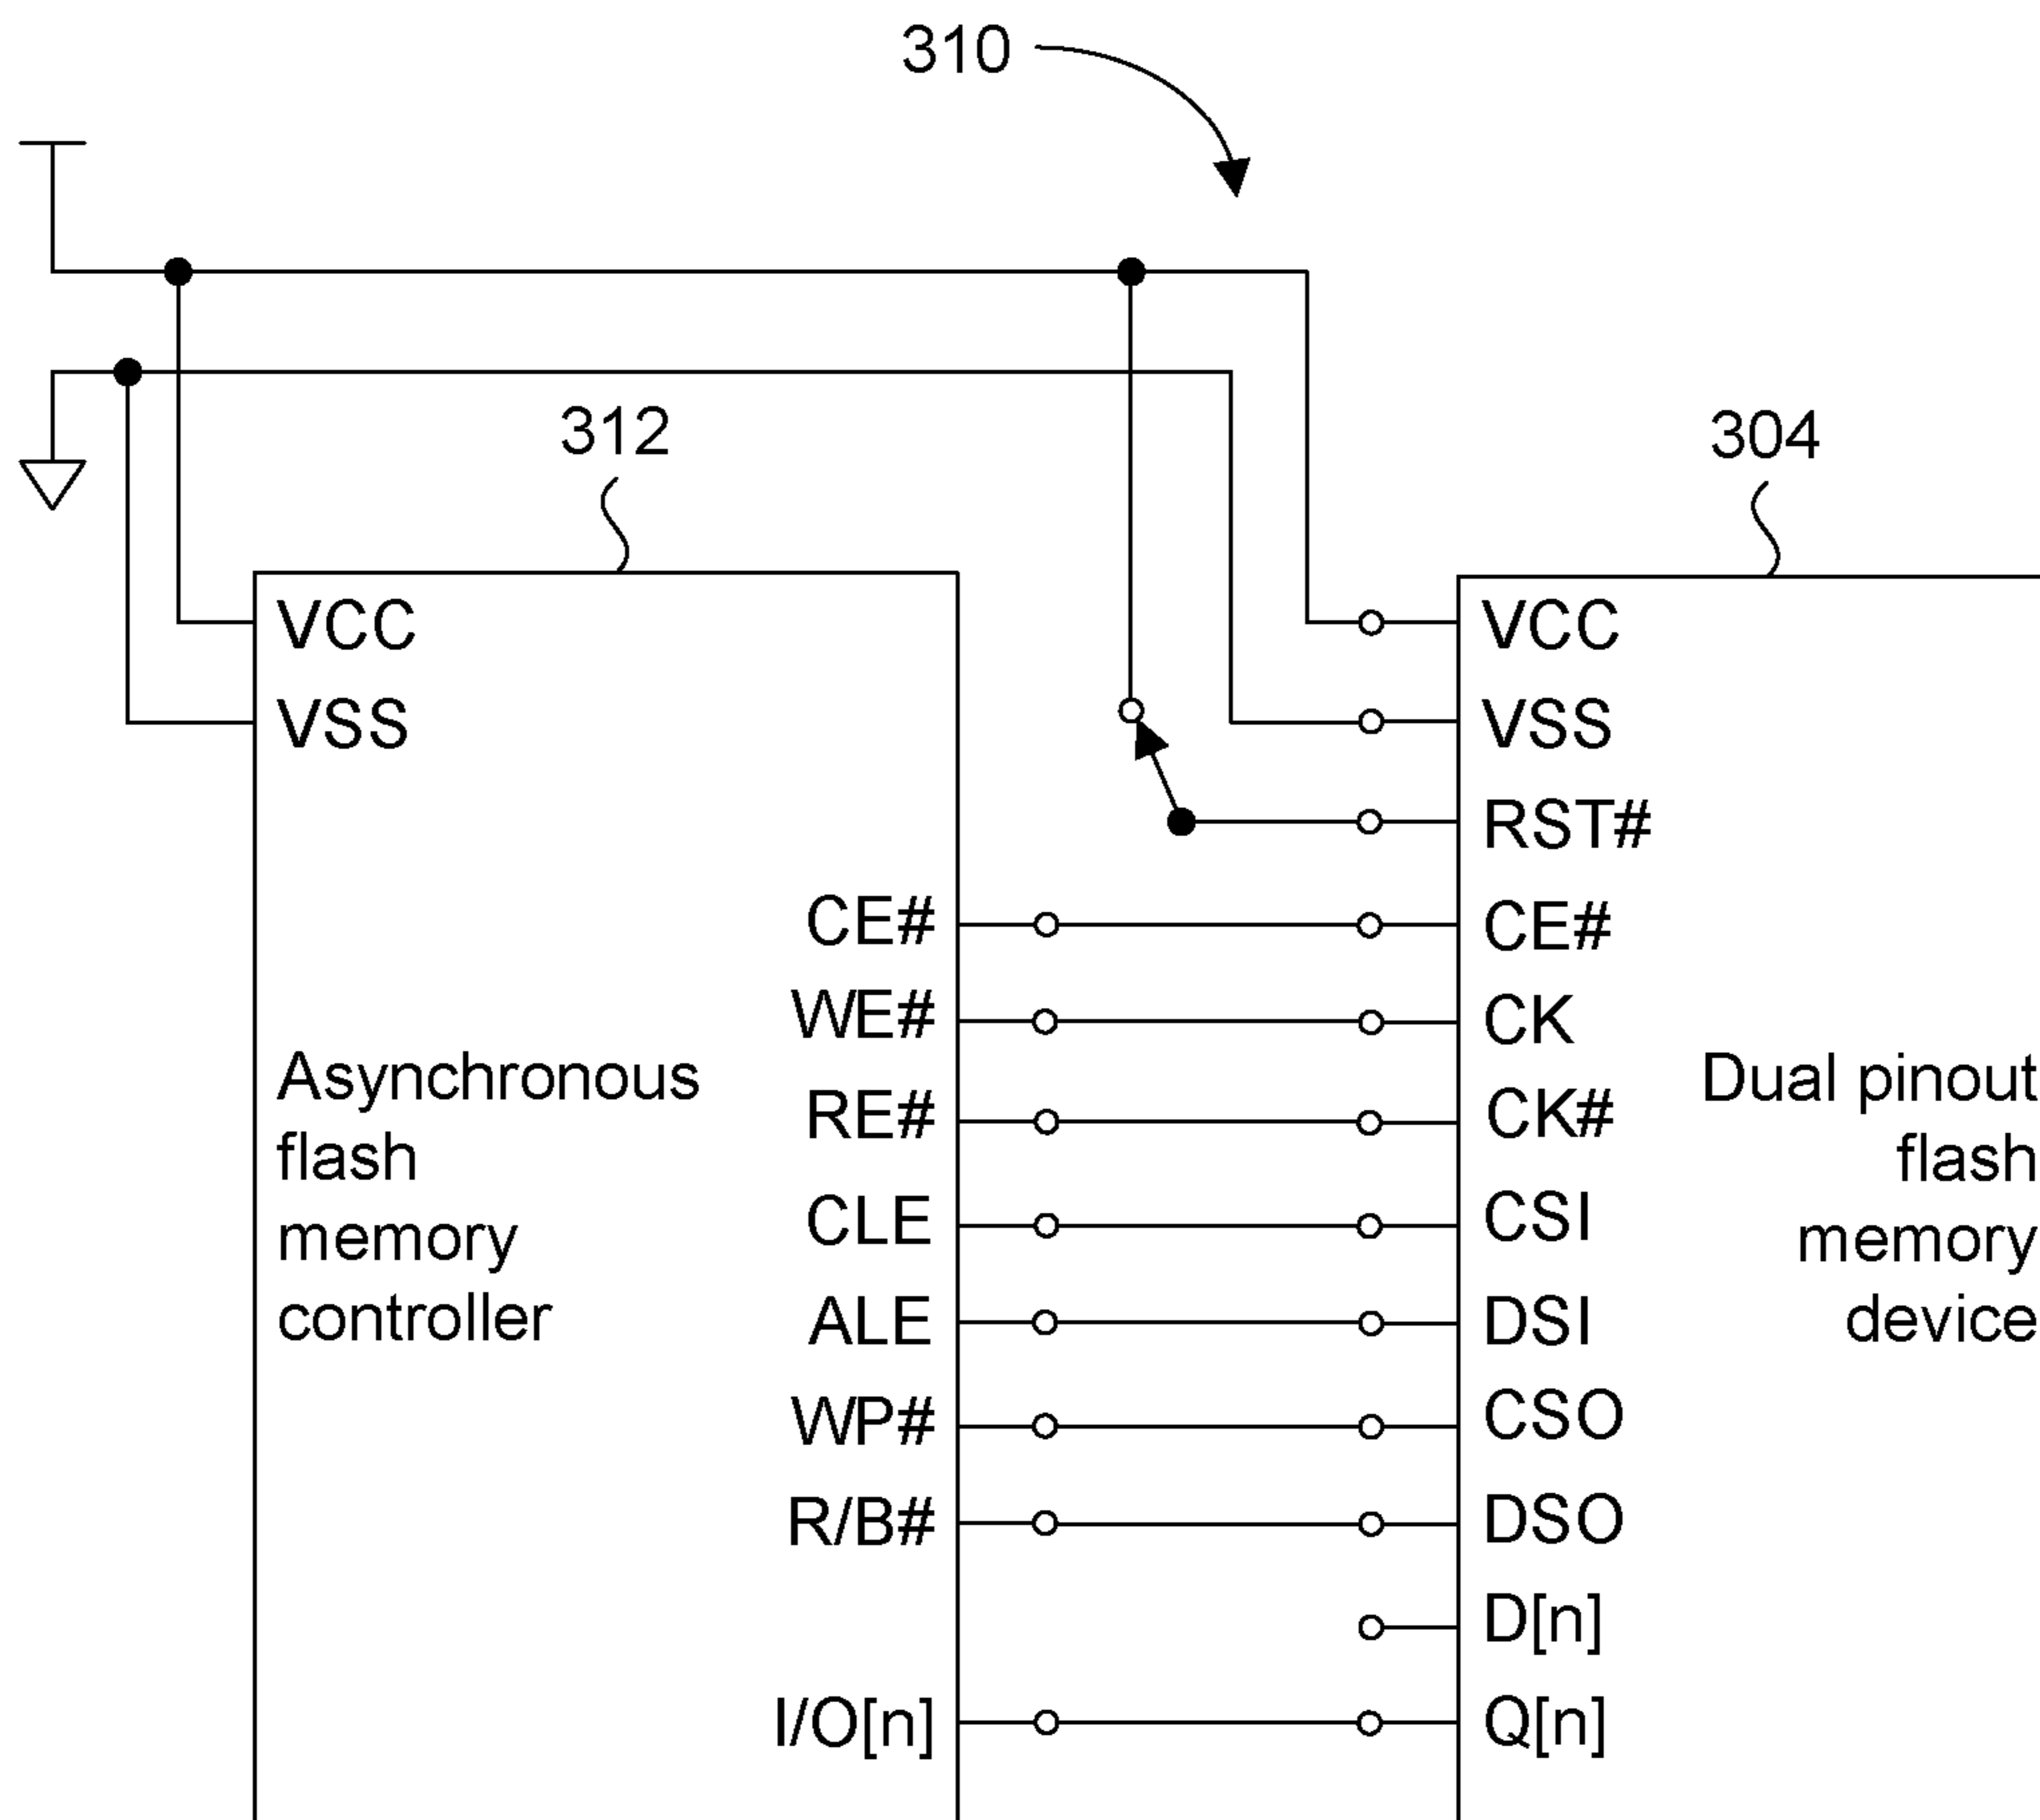 310
312
304
VCC
VSS
Asynchronous
flash
memory
controller
CE#
WE#
RE#
CLE
ALE
WP#
R/B#
I/O[n]
VCC
VSS
RST#
CE#
CK
CK#
CSI
DSI
CSO
DSO
D[n]
Q[n]
Dual pinout
flash
memory
device